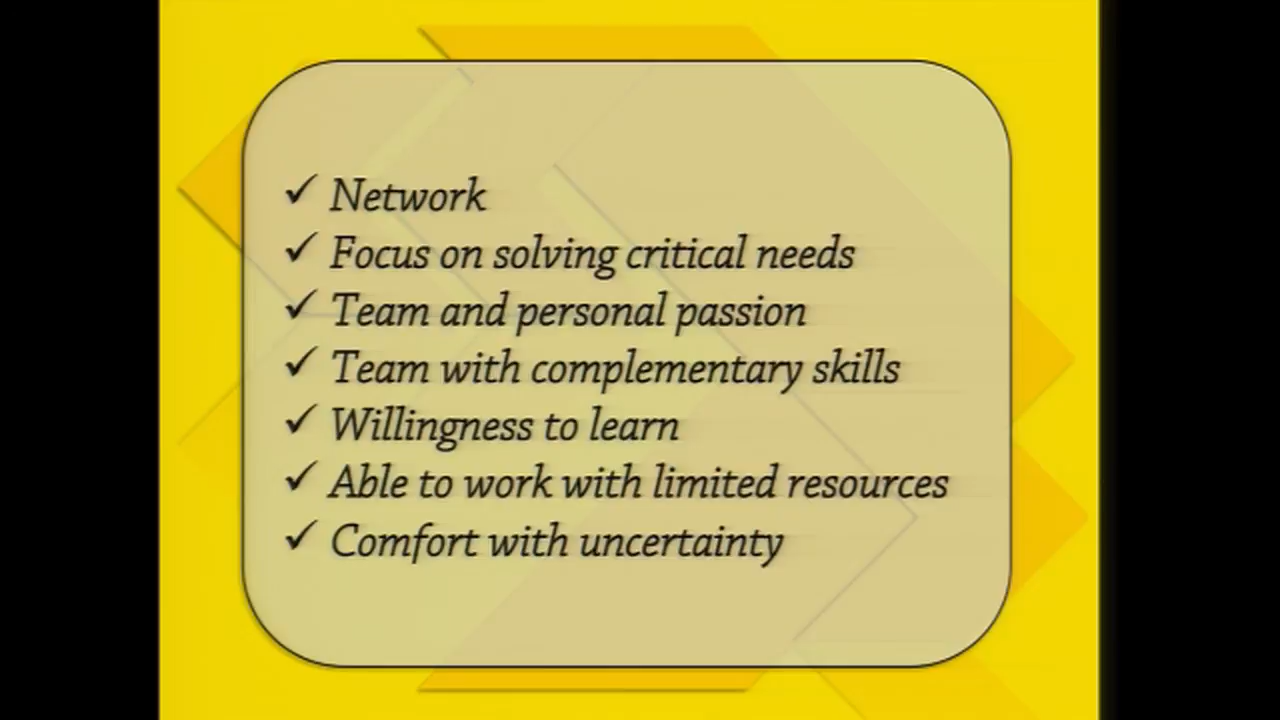 ✓ Network
✓ Focus on solving critical needs
✓ Team and personal passion
✓ Team with complementary skills
✓ Willingness to learn
✓ Able to work with limited resources
✓ Comfort with uncertainty